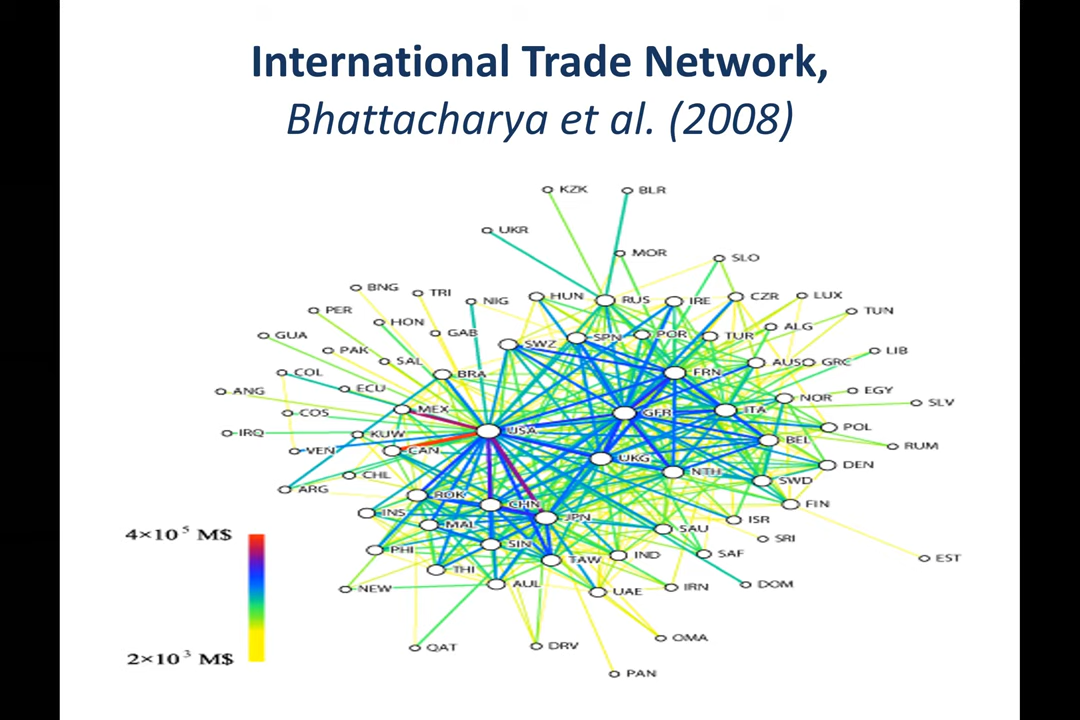 International Trade Network,
Bhattacharya et al. (2008)
KZK
BLR
UKR
MOR
SLO
BNG
TRI
NIG
HUN
RUS
IRE
CZR
LUX
PER
HON
GAB
SWZ
SPN
POR
TUR
ALG
TUN
GUA
PAK
SAL
BRA
FRN
AUS
GRC
LIB
COL
ECU
ANG
MEX
GFR
ITA
NOR
EGY
SLV
COS
IRQ
KUW
USA
UKG
BEL
POL
RUM
VEN
CAN
NTH
DEN
ARG
CHL
ROK
CHN
SWD
FIN
INS
MAL
JPN
SAU
ISR
SRI
4×10⁵ M$
PHI
SIN
TAW
IND
SAF
EST
THI
NEW
AUL
UAE
IRN
DOM
QAT
DRV
OMA
2×10³ M$
PAN